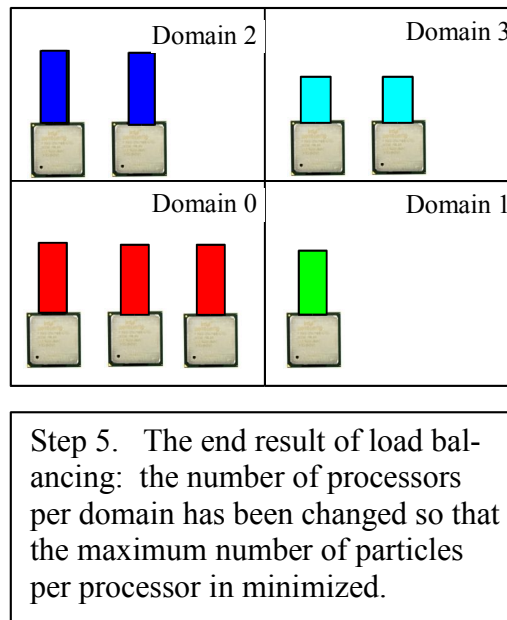 Domain 2
Domain 3
Domain 0
Domain 1
Step 5. The end result of load bal-
ancing: the number of processors
per domain has been changed so that
the maximum number of particles
per processor in minimized.